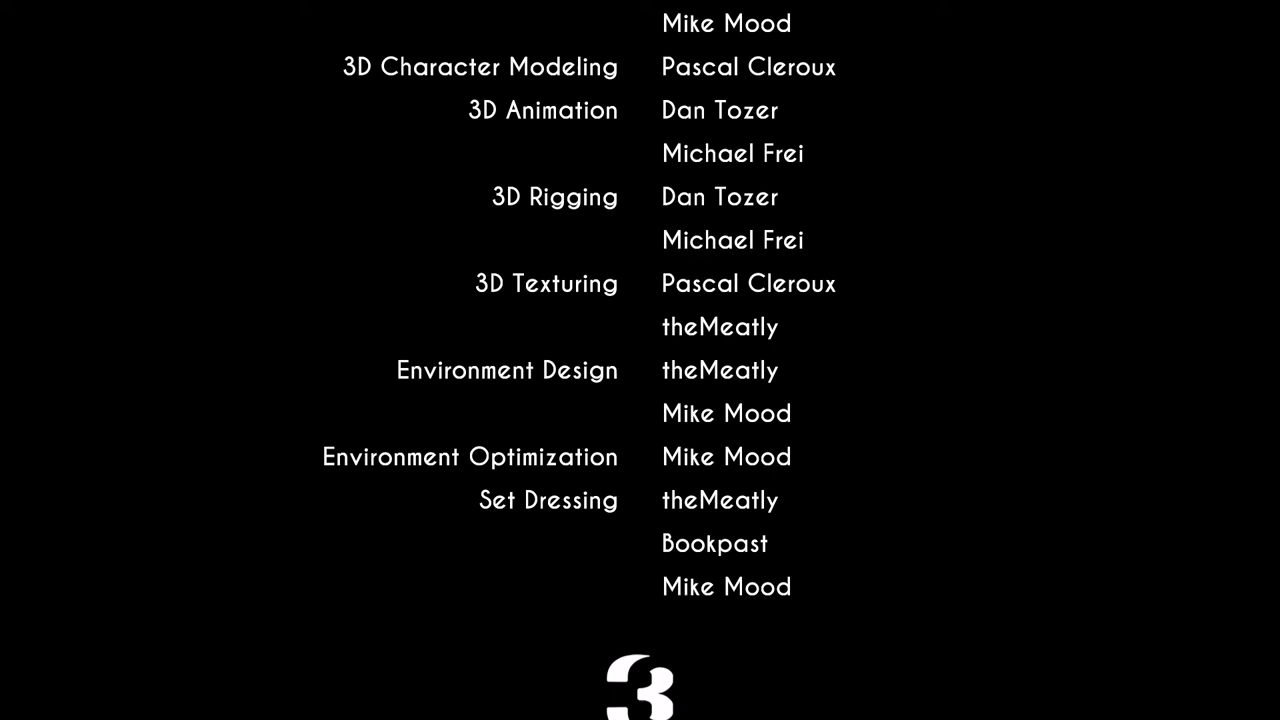 Mike Mood
3D Character Modeling Pascal Cleroux
3D Animation Dan Tozer
Michael Frei
3D Rigging Dan Tozer
Michael Frei
3D Texturing Pascal Cleroux
theMeatly
Environment Design theMeatly
Mike Mood
Environment Optimization Mike Mood
Set Dressing theMeatly
Bookpast
Mike Mood
3